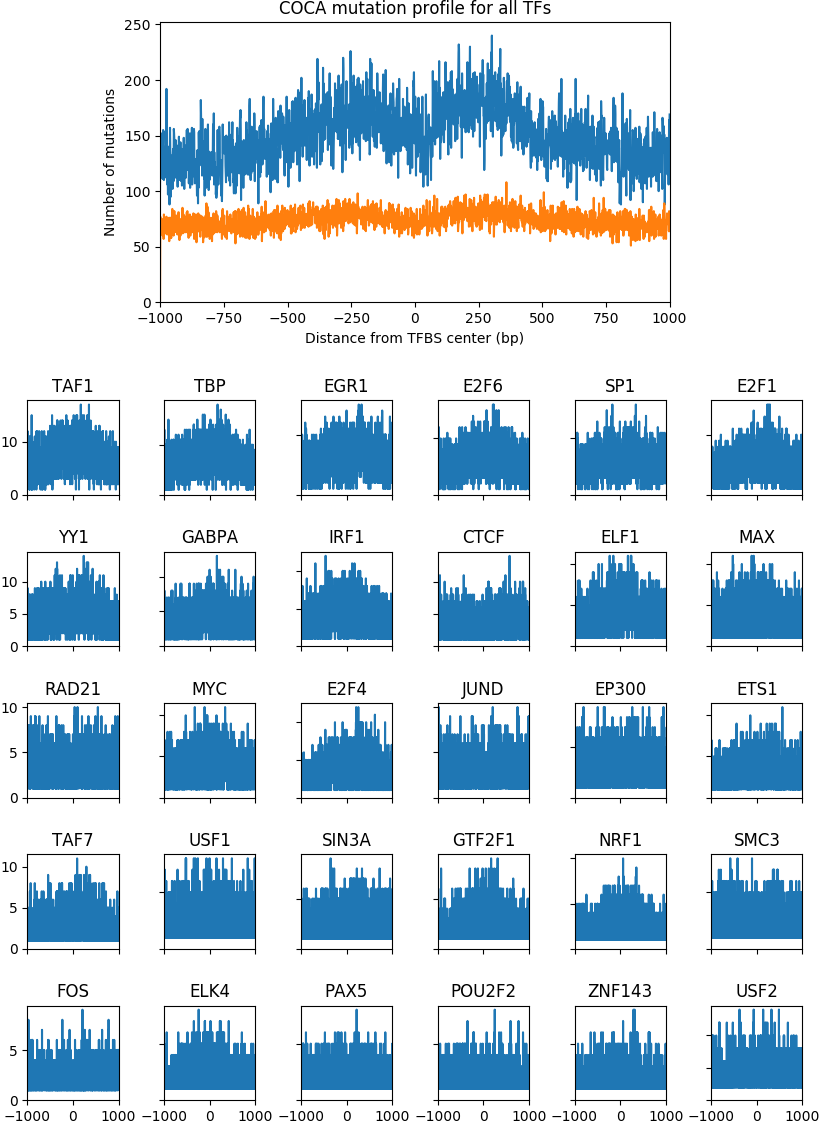 COCA mutation profile for all TFs
250
200
150
100
50
0
Number of mutations
−1000 −750 −500 −250 0 250 500 750 1000
Distance from TFBS center (bp)
TAF1 TBP EGR1 E2F6 SP1 E2F1
10
0
YY1 GABPA IRF1 CTCF ELF1 MAX
10
5
0
RAD21 MYC E2F4 JUND EP300 ETS1
10
5
0
TAF7 USF1 SIN3A GTF2F1 NRF1 SMC3
10
5
0
FOS ELK4 PAX5 POU2F2 ZNF143 USF2
5
0
−1000 0 1000 −1000 0 1000 −1000 0 1000 −1000 0 1000 −1000 0 1000 −1000 0 1000